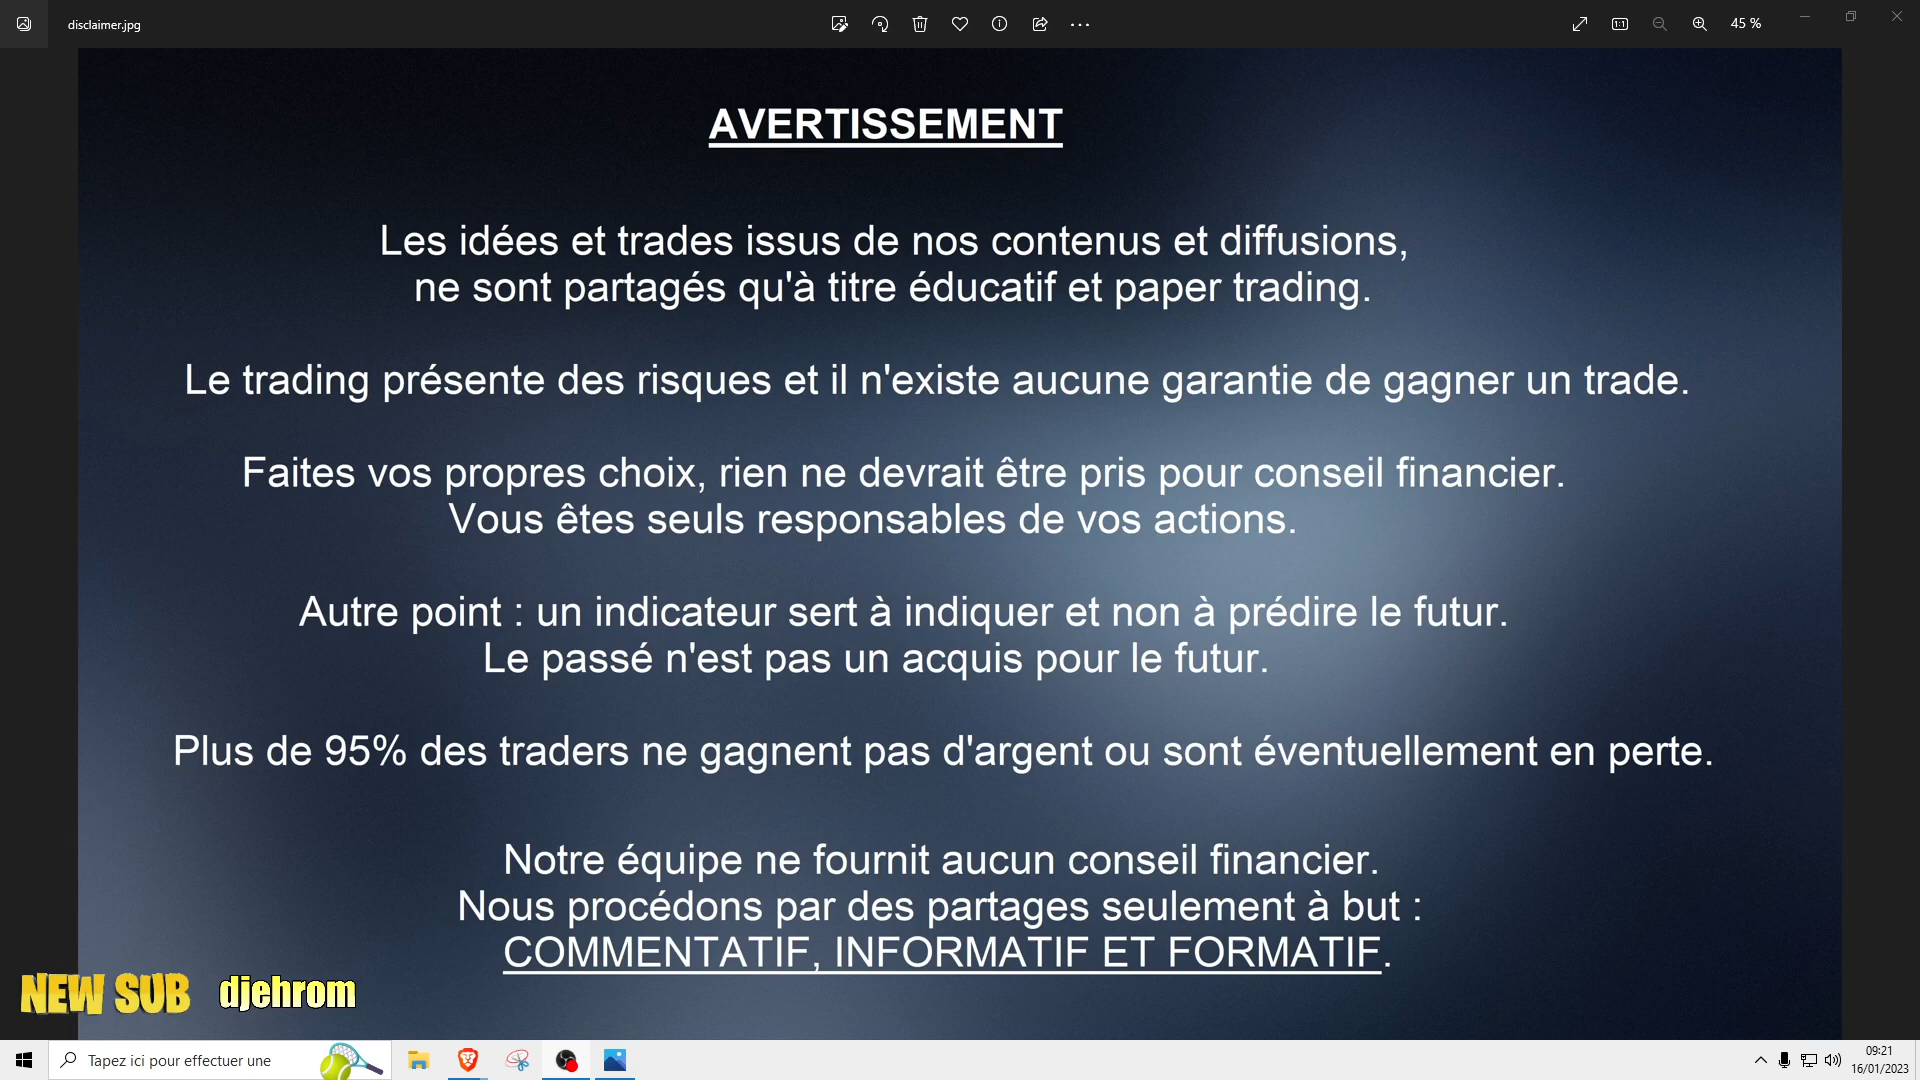 disclaimer.jpg
45 %
AVERTISSEMENT
Les idées et trades issus de nos contenus et diffusions,
ne sont partagés qu'à titre éducatif et paper trading.
Le trading présente des risques et il n'existe aucune garantie de gagner un trade.
Faites vos propres choix, rien ne devrait être pris pour conseil financier.
Vous êtes seuls responsables de vos actions.
Autre point : un indicateur sert à indiquer et non à prédire le futur.
Le passé n'est pas un acquis pour le futur.
Plus de 95% des traders ne gagnent pas d'argent ou sont éventuellement en perte.
Notre équipe ne fournit aucun conseil financier.
Nous procédons par des partages seulement à but :
COMMENTATIF, INFORMATIF ET FORMATIF.
NEW SUB djehrom
Tapez ici pour effectuer une
09:21
16/01/2023